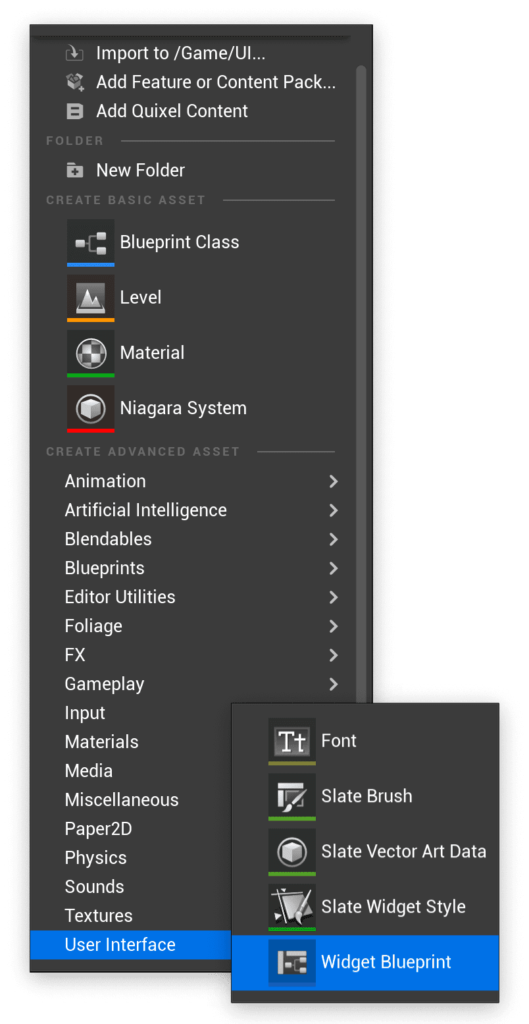 Import to /Game/UI...
Add Feature or Content Pack...
Add Quixel Content
FOLDER
New Folder
CREATE BASIC ASSET
Blueprint Class
Level
Material
Niagara System
CREATE ADVANCED ASSET
Animation
Artificial Intelligence
Blendables
Blueprints
Editor Utilities
Foliage
FX
Gameplay
Input
Materials
Media
Miscellaneous
Paper2D
Physics
Sounds
Textures
User Interface
Tt
Font
Slate Brush
Slate Vector Art Data
Slate Widget Style
Widget Blueprint